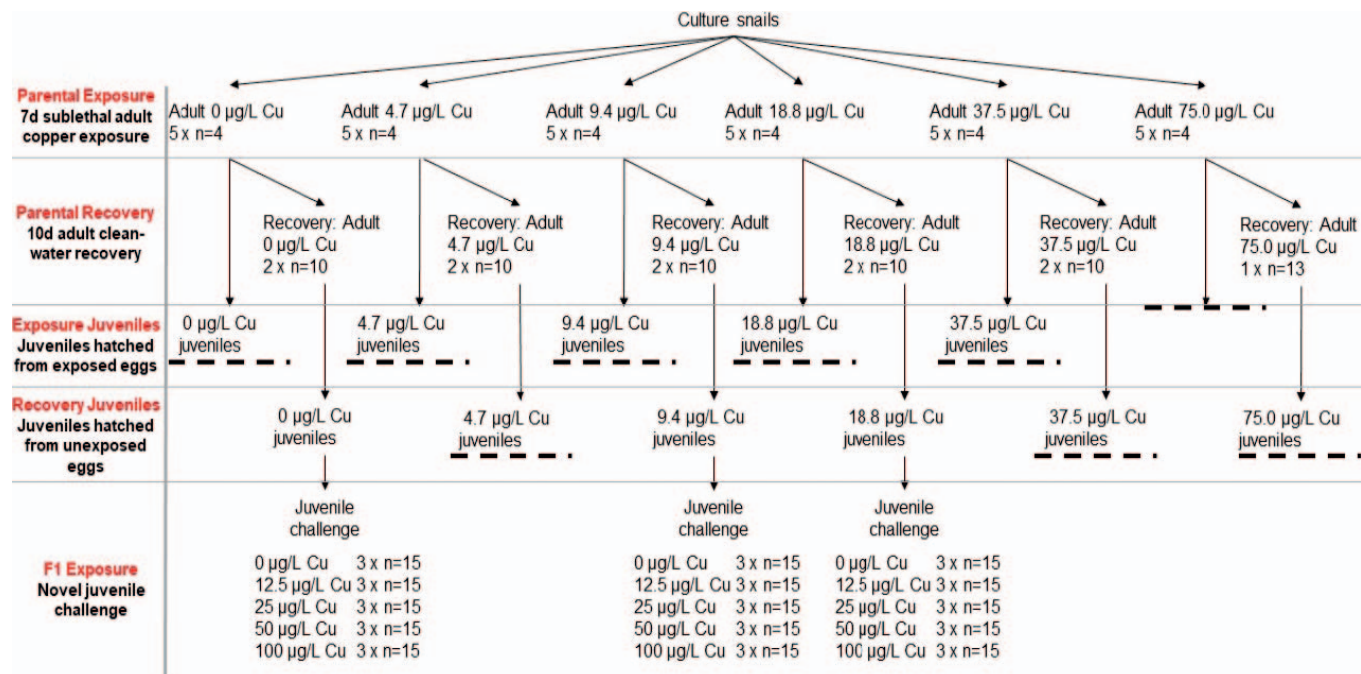 Culture snails
Parental Exposure
7d sublethal adult
copper exposure
Adult 0 µg/L Cu
5 x n=4
Adult 4.7 µg/L Cu
5 x n=4
Adult 9.4 µg/L Cu
5 x n=4
Adult 18.8 µg/L Cu
5 x n=4
Adult 37.5 µg/L Cu
5 x n=4
Adult 75.0 µg/L Cu
5 x n=4
Parental Recovery
10d adult clean-
water recovery
Recovery: Adult
0 µg/L Cu
2 x n=10
Recovery: Adult
4.7 µg/L Cu
2 x n=10
Recovery: Adult
9.4 µg/L Cu
2 x n=10
Recovery: Adult
18.8 µg/L Cu
2 x n=10
Recovery: Adult
37.5 µg/L Cu
2 x n=10
Recovery: Adult
75.0 µg/L Cu
1 x n=13
Exposure Juveniles
Juveniles hatched
from exposed eggs
0 µg/L Cu
juveniles
4.7 µg/L Cu
juveniles
9.4 µg/L Cu
juveniles
18.8 µg/L Cu
juveniles
37.5 µg/L Cu
juveniles
Recovery Juveniles
Juveniles hatched
from unexposed
eggs
0 µg/L Cu
juveniles
4.7 µg/L Cu
juveniles
9.4 µg/L Cu
juveniles
18.8 µg/L Cu
juveniles
37.5 µg/L Cu
juveniles
75.0 µg/L Cu
juveniles
F1 Exposure
Novel juvenile
challenge
Juvenile
challenge
0 µg/L Cu 3 x n=15
12.5 µg/L Cu 3 x n=15
25 µg/L Cu 3 x n=15
50 µg/L Cu 3 x n=15
100 µg/L Cu 3 x n=15
Juvenile
challenge
0 µg/L Cu 3 x n=15
12.5 µg/L Cu 3 x n=15
25 µg/L Cu 3 x n=15
50 µg/L Cu 3 x n=15
100 µg/L Cu 3 x n=15
Juvenile
challenge
0 µg/L Cu 3 x n=15
12.5 µg/L Cu 3 x n=15
25 µg/L Cu 3 x n=15
50 µg/L Cu 3 x n=15
100 µg/L Cu 3 x n=15